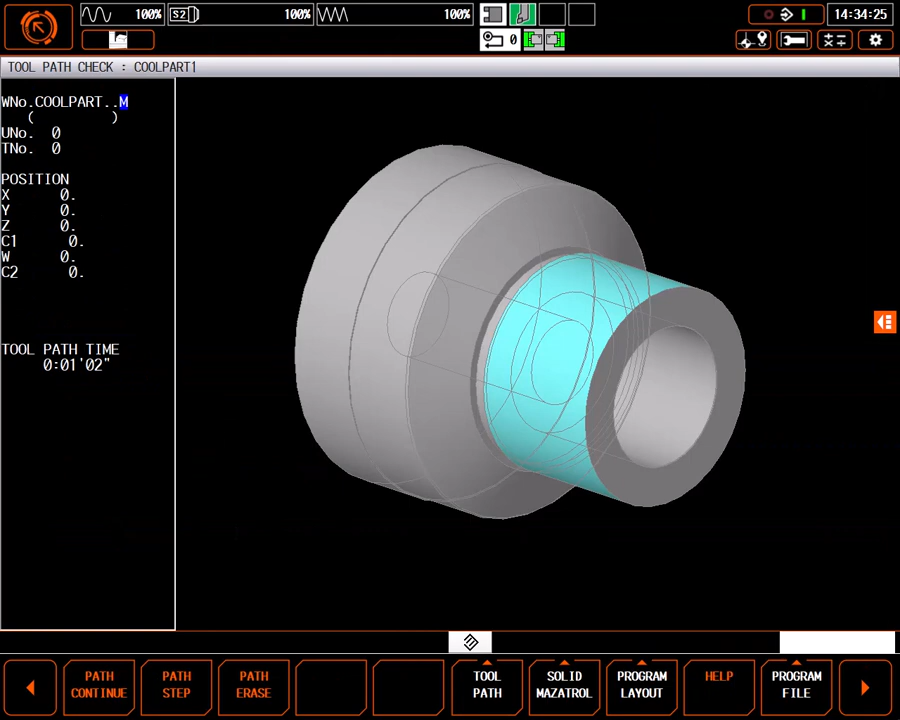 100% S2 100% 100% 14:34:25
0
TOOL PATH CHECK : COOLPART1
WNo.COOLPART..M
( )
UNo. 0
TNo. 0
POSITION
X 0.
Y 0.
Z 0.
C1 0.
W 0.
C2 0.
TOOL PATH TIME
0:01'02"
PATH CONTINUE
PATH STEP
PATH ERASE
TOOL PATH
SOLID MAZATROL
PROGRAM LAYOUT
HELP
PROGRAM FILE